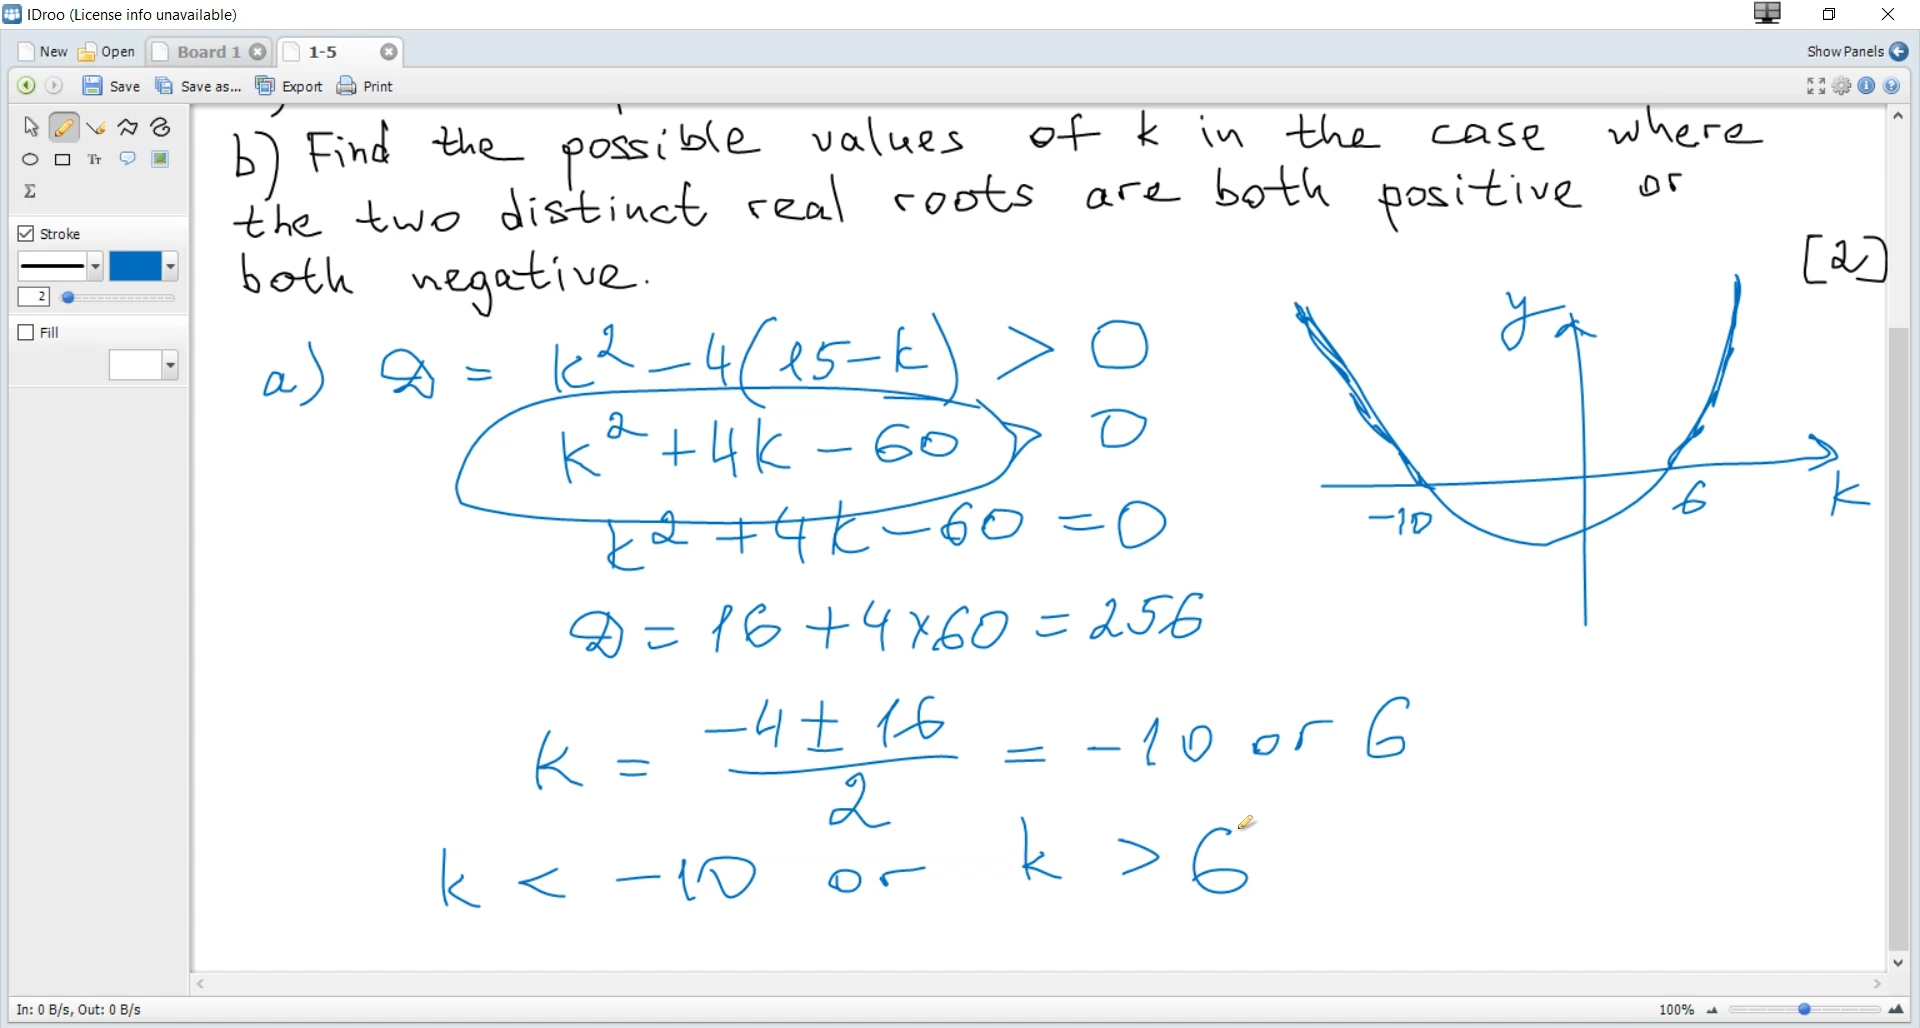 IDroo (License info unavailable)
New Open Board 1 1-5 Show Panels
Save Save as... Export Print
b) Find the possible values of k in the case where
the two distinct real roots are both positive or
both negative. [2]
Stroke
2
Fill
a) D = k² - 4(15 - k) > 0
k² + 4k - 60 > 0
k² + 4k - 60 = 0
D = 16 + 4 × 60 = 256
k = (-4 ± 16)/2 = -10 or 6
k < -10 or k > 6
y
-10 6 k
In: 0 B/s, Out: 0 B/s 100%